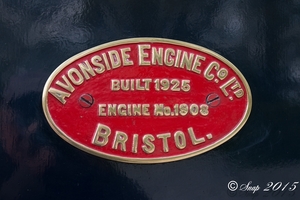 AVONSIDE ENGINE CO LTD
BUILT 1925
ENGINE No. 1908
BRISTOL.
© Snap 2015